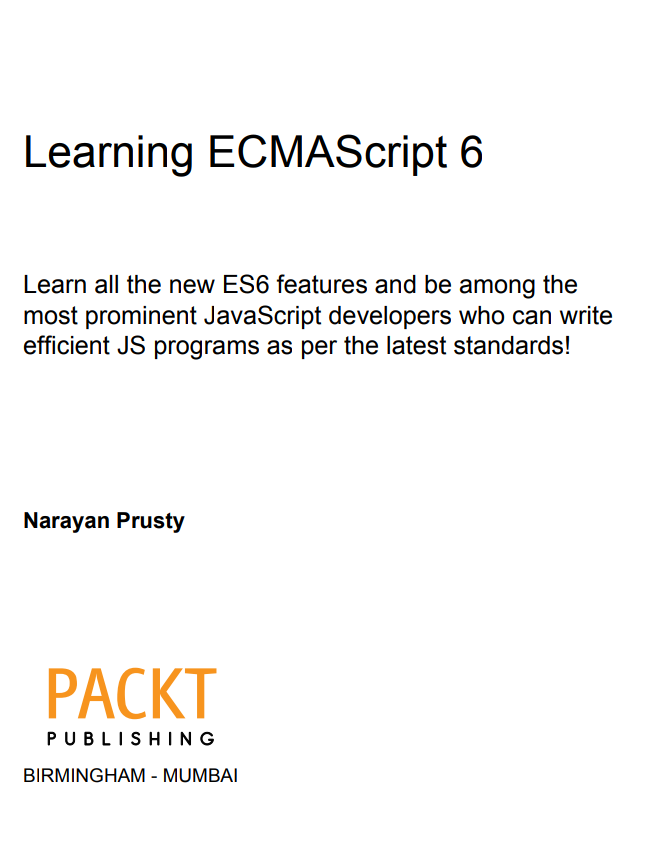 Learning ECMAScript 6
Learn all the new ES6 features and be among the
most prominent JavaScript developers who can write
efficient JS programs as per the latest standards!
Narayan Prusty
PACKT
PUBLISHING
BIRMINGHAM - MUMBAI